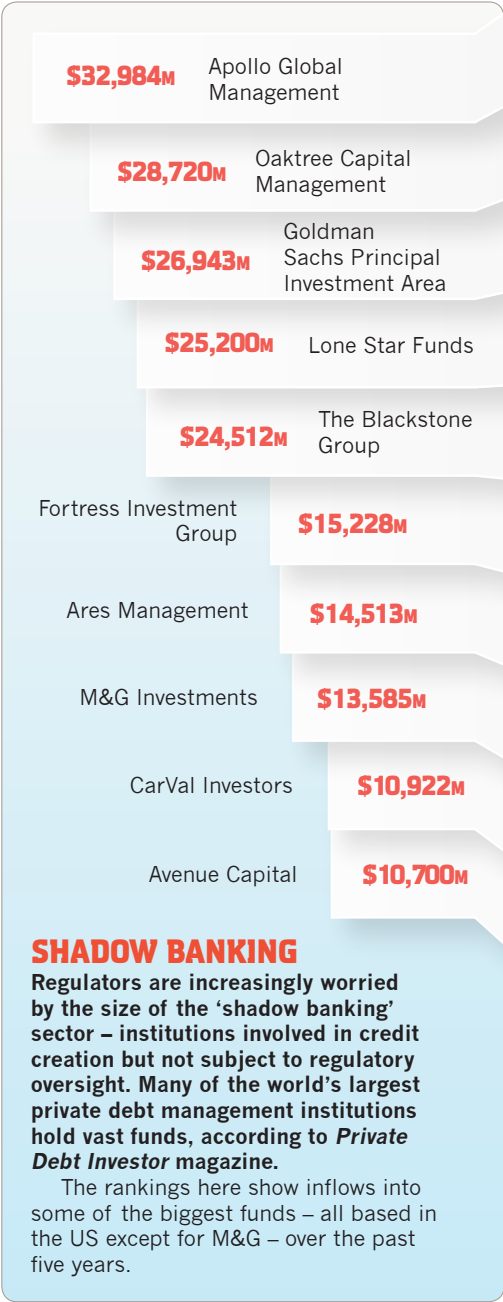 $32,984M
Apollo Global
Management
$28,720M
Oaktree Capital
Management
$26,943M
Goldman
Sachs Principal
Investment Area
$25,200M
Lone Star Funds
$24,512M
The Blackstone
Group
Fortress Investment
Group
$15,228M
Ares Management
$14,513M
M&G Investments
$13,585M
CarVal Investors
$10,922M
Avenue Capital
$10,700M
SHADOW BANKING
Regulators are increasingly worried
by the size of the ‘shadow banking’
sector – institutions involved in credit
creation but not subject to regulatory
oversight. Many of the world’s largest
private debt management institutions
hold vast funds, according to Private
Debt Investor magazine.
The rankings here show inflows into
some of the biggest funds – all based in
the US except for M&G – over the past
five years.